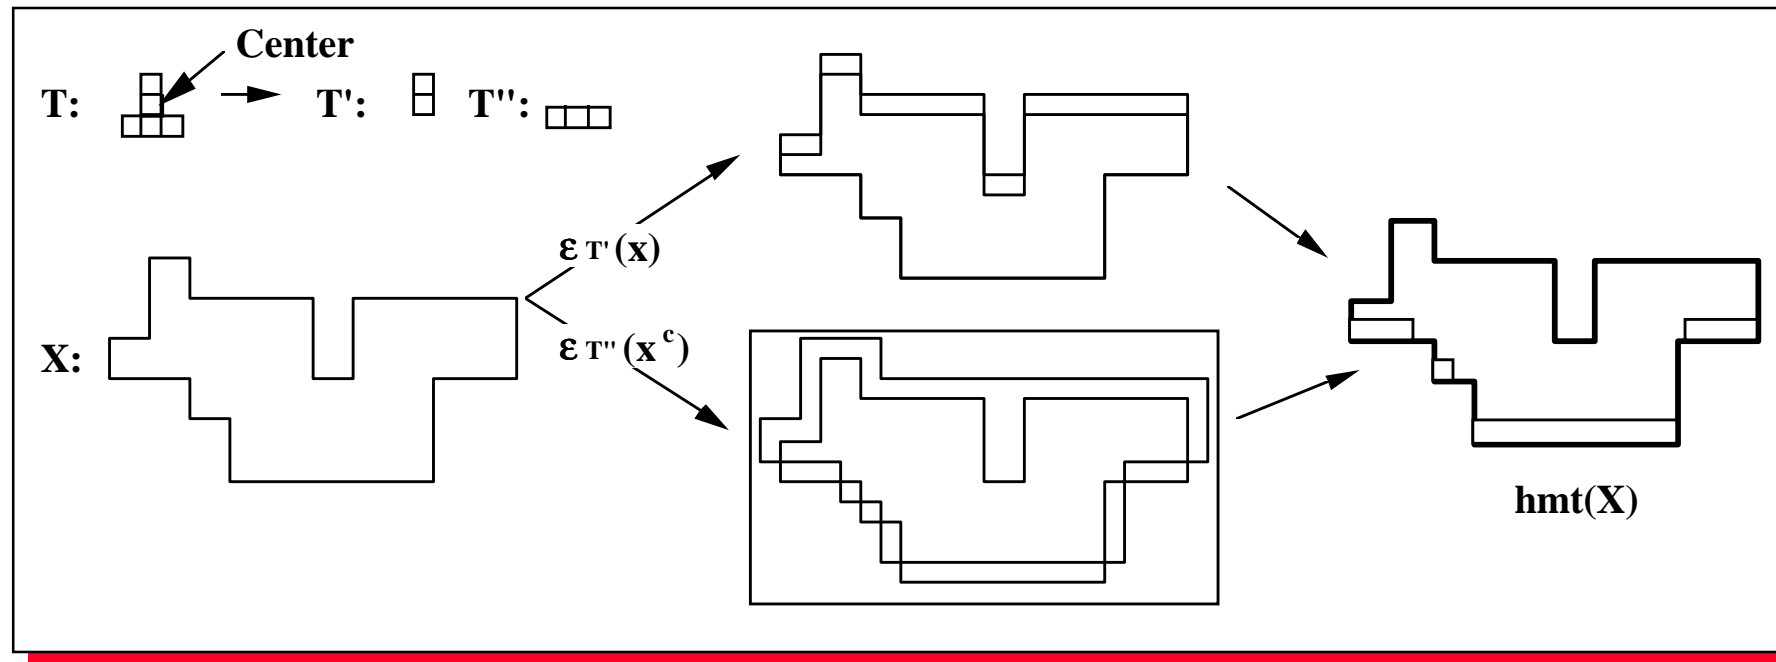 Center
T: T': T'':
ε T' (x)
ε T'' (x c)
X:
hmt(X)